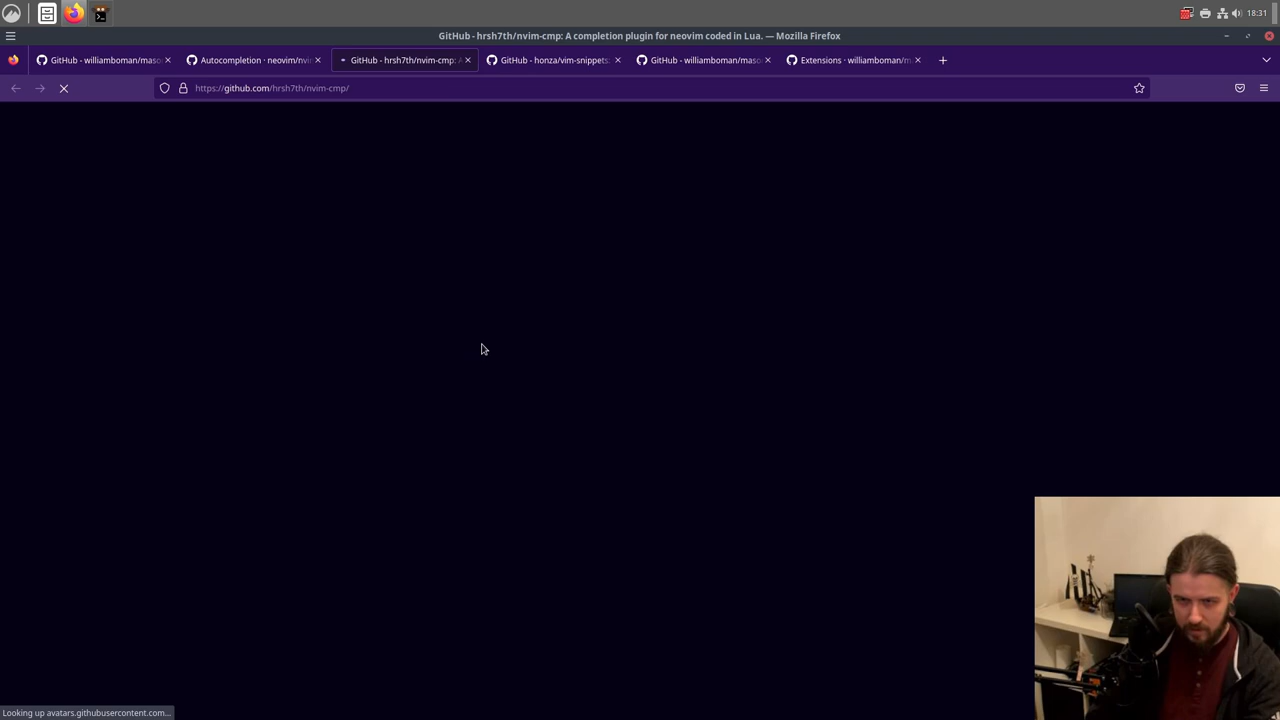 18:31
GitHub - hrsh7th/nvim-cmp: A completion plugin for neovim coded in Lua. — Mozilla Firefox
GitHub - williamboman/maso
Autocompletion · neovim/nvi
GitHub - hrsh7th/nvim-cmp: A
GitHub - honza/vim-snippets:
GitHub - williamboman/maso
Extensions · williamboman/m
https://github.com/hrsh7th/nvim-cmp/
Looking up avatars.githubusercontent.com...